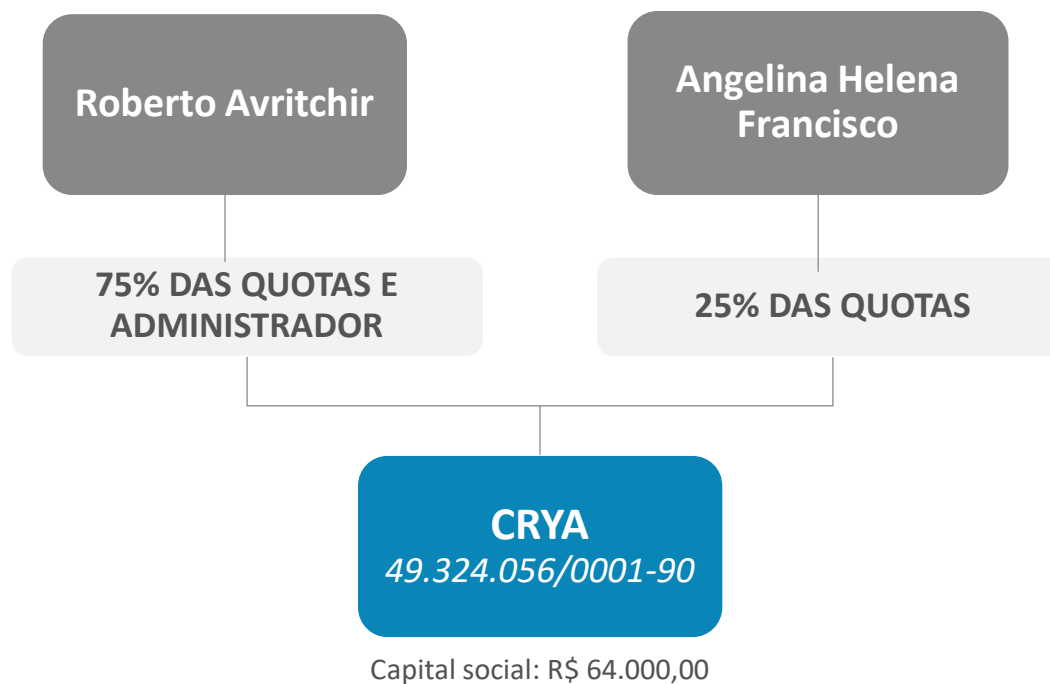 Roberto Avritchir
Angelina Helena
Francisco
75% DAS QUOTAS E
ADMINISTRADOR
25% DAS QUOTAS
CRYA
49.324.056/0001-90
Capital social: R$ 64.000,00